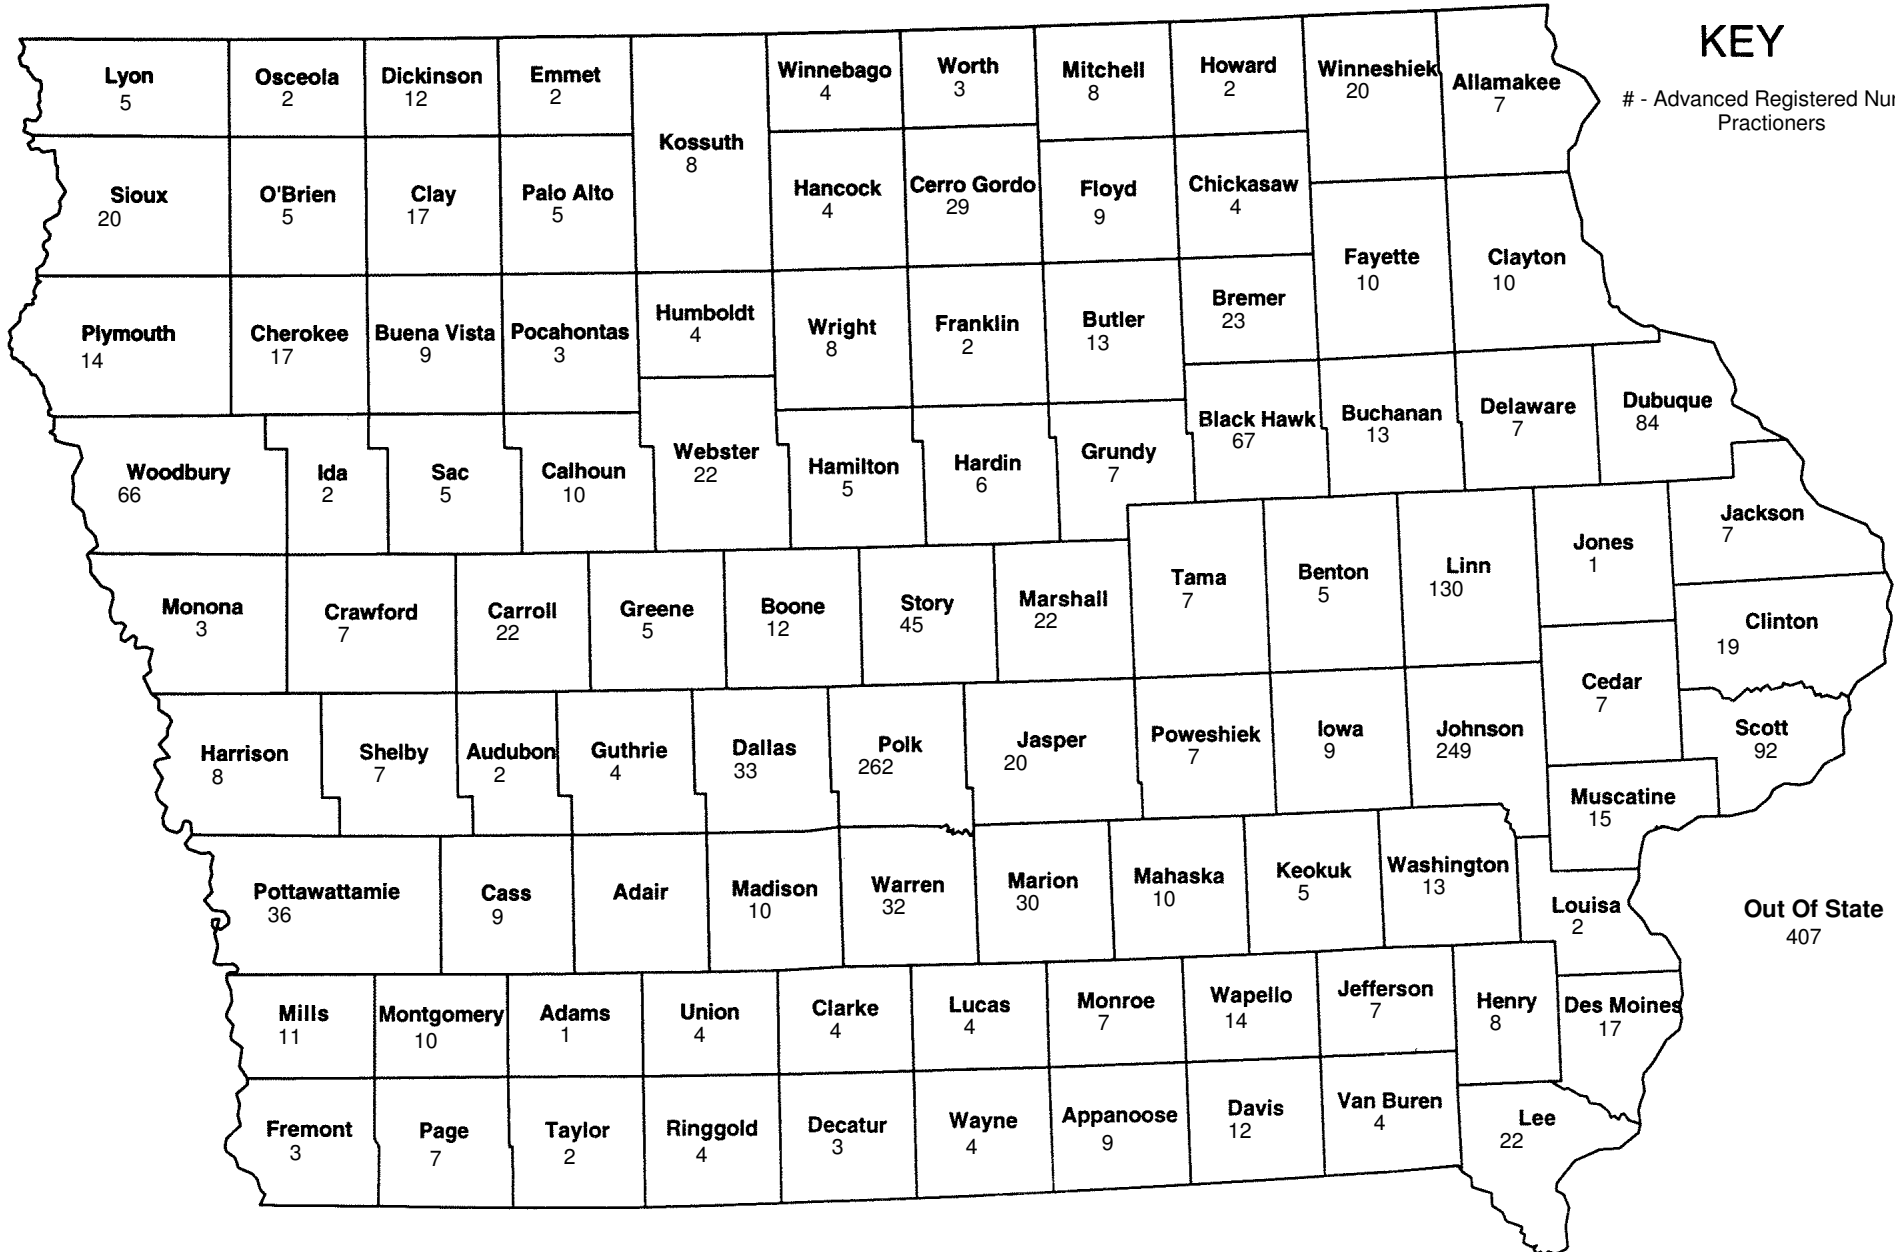 KEY
# - Advanced Registered Nur
Practioners
Lyon
5
Osceola
2
Dickinson
12
Emmet
2
Kossuth
8
Winnebago
4
Worth
3
Mitchell
8
Howard
2
Winneshiek
20
Allamakee
7
Sioux
20
O'Brien
5
Clay
17
Palo Alto
5
Hancock
4
Cerro Gordo
29
Floyd
9
Chickasaw
4
Fayette
10
Clayton
10
Plymouth
14
Cherokee
17
Buena Vista
9
Pocahontas
3
Humboldt
4
Wright
8
Franklin
2
Butler
13
Bremer
23
Woodbury
66
Ida
2
Sac
5
Calhoun
10
Webster
22
Hamilton
5
Hardin
6
Grundy
7
Black Hawk
67
Buchanan
13
Delaware
7
Dubuque
84
Monona
3
Crawford
7
Carroll
22
Greene
5
Boone
12
Story
45
Marshall
22
Tama
7
Benton
5
Linn
130
Jones
1
Jackson
7
Clinton
19
Harrison
8
Shelby
7
Audubon
2
Guthrie
4
Dallas
33
Polk
262
Jasper
20
Poweshiek
7
Iowa
9
Johnson
249
Cedar
7
Scott
92
Muscatine
15
Pottawattamie
36
Cass
9
Adair
Madison
10
Warren
32
Marion
30
Mahaska
10
Keokuk
5
Washington
13
Louisa
2
Out Of State
407
Mills
11
Montgomery
10
Adams
1
Union
4
Clarke
4
Lucas
4
Monroe
7
Wapello
14
Jefferson
7
Henry
8
Des Moines
17
Fremont
3
Page
7
Taylor
2
Ringgold
4
Decatur
3
Wayne
4
Appanoose
9
Davis
12
Van Buren
4
Lee
22